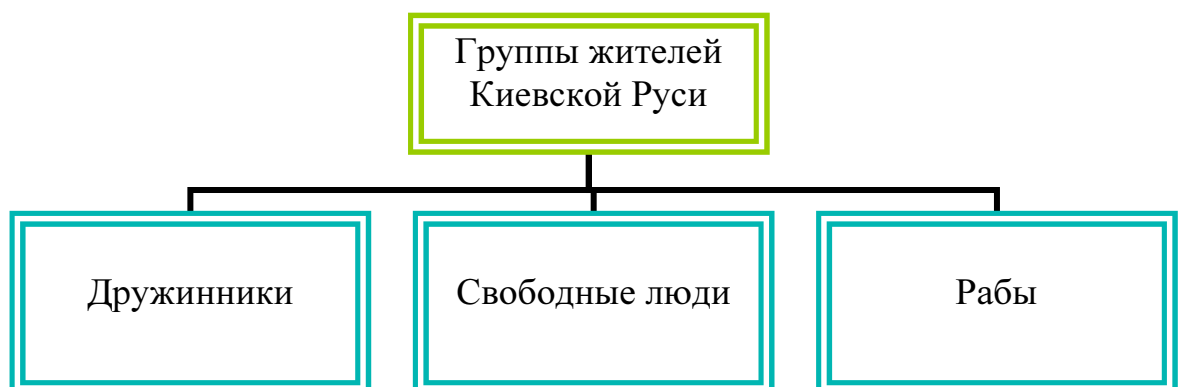 Группы жителей
Киевской Руси
Дружинники
Свободные люди
Рабы